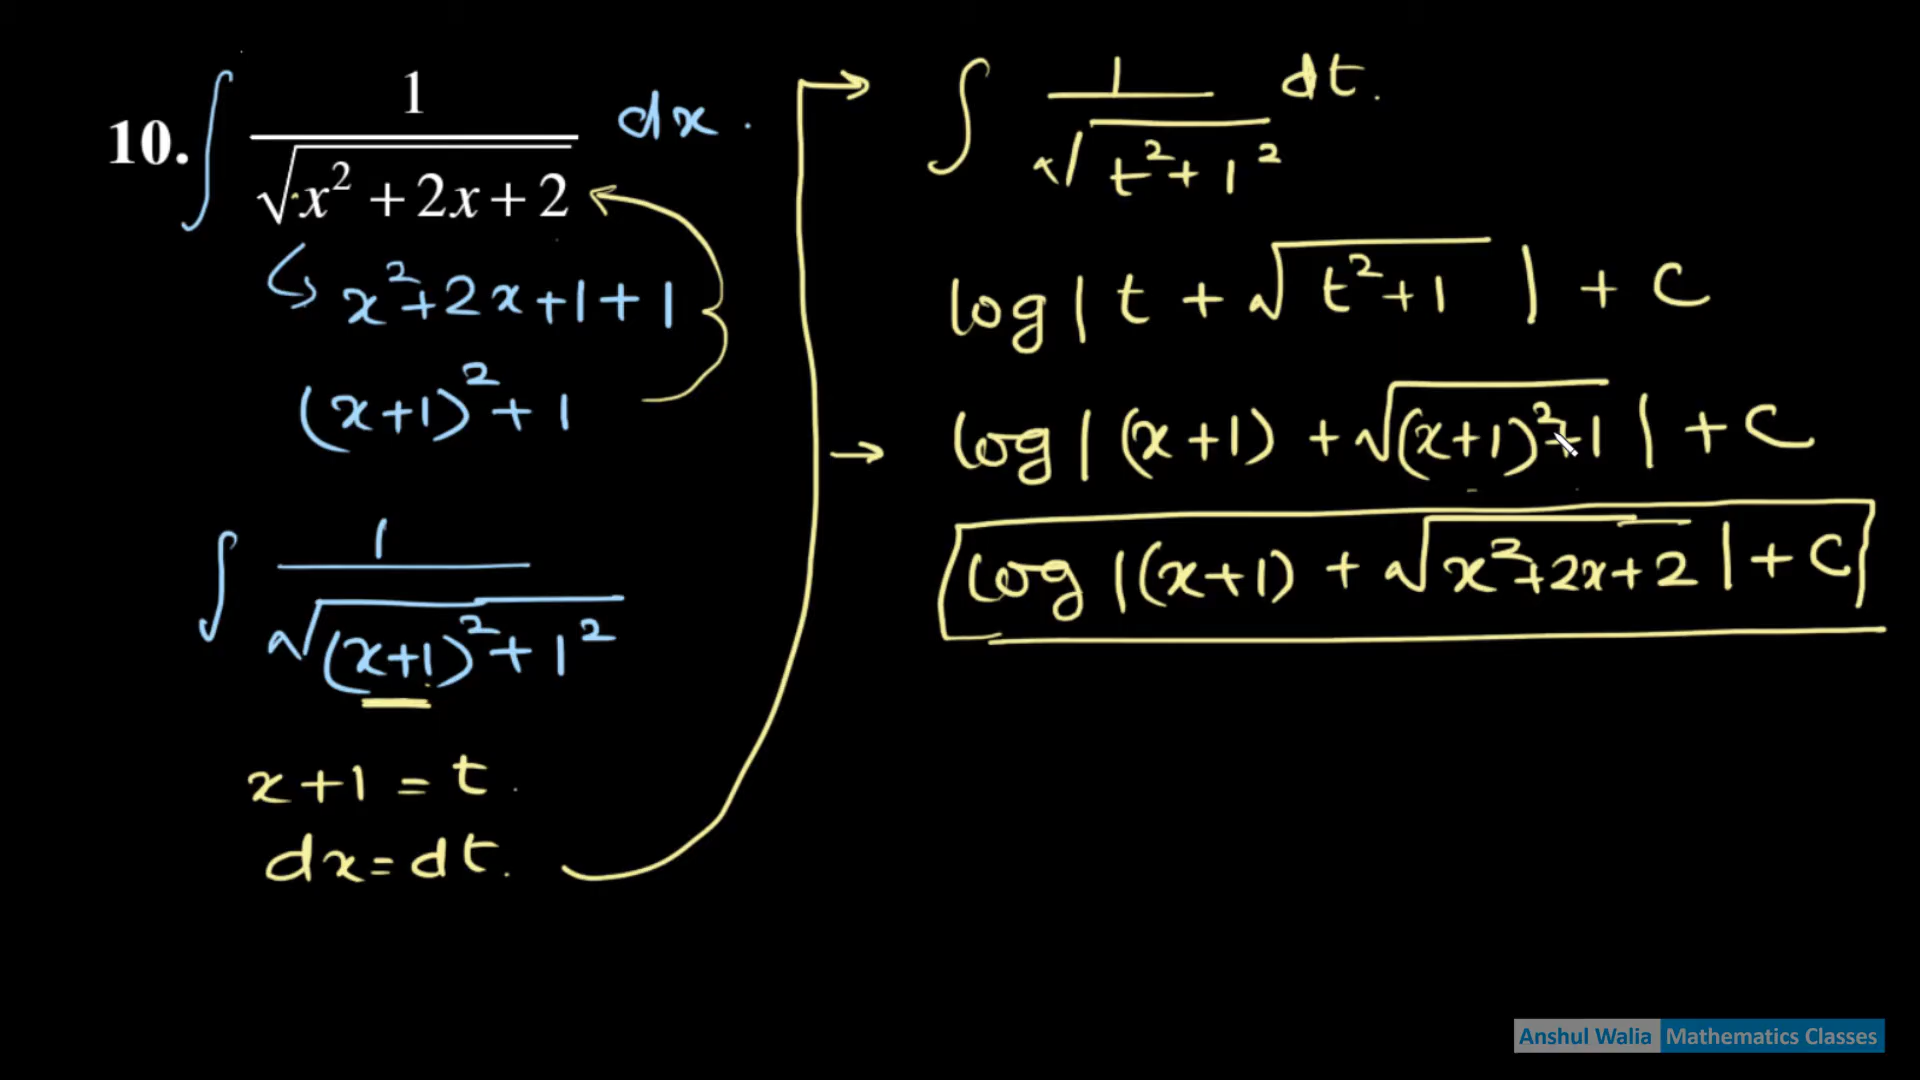 10. ∫ 1/√(x² + 2x + 2) dx.
x² + 2x + 1 + 1
(x+1)² + 1
∫ 1/√((x+1)² + 1²)
x + 1 = t
dx = dt.
∫ 1/√(t² + 1²) dt.
log | t + √(t² + 1) | + C
→ log | (x+1) + √((x+1)² + 1) | + C
log | (x+1) + √(x² + 2x + 2) | + C
Anshul Walia Mathematics Classes